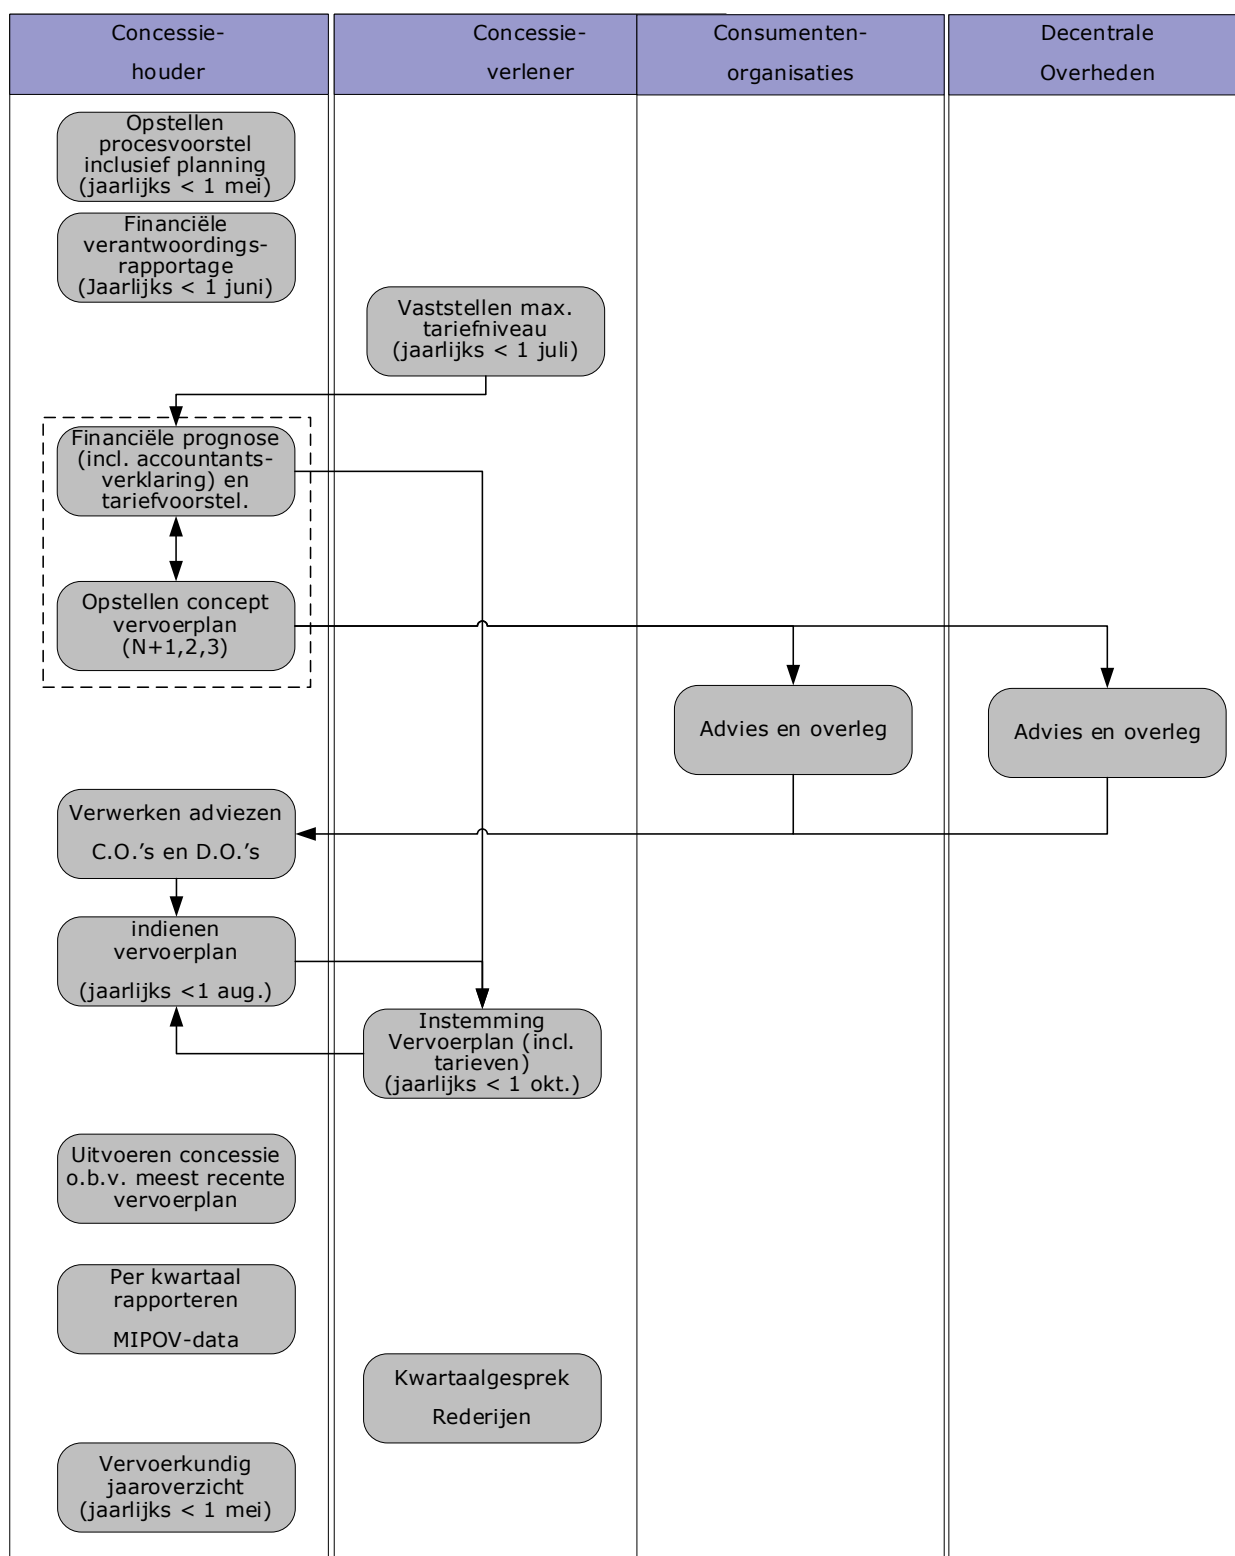 Concessie-
houder
Concessie-
verlener
Consumenten-
organisaties
Decentrale
Overheden
Opstellen
procesvoorstel
inclusief planning
(jaarlijks < 1 mei)
Financiële
verantwoordings-
rapportage
(Jaarlijks < 1 juni)
Vaststellen max.
tariefniveau
(jaarlijks < 1 juli)
Financiële prognose
(incl. accountants-
verklaring) en
tariefvoorstel.
Opstellen concept
vervoerplan
(N+1,2,3)
Advies en overleg
Advies en overleg
Verwerken adviezen
C.O.’s en D.O.’s
indienen
vervoerplan
(jaarlijks <1 aug.)
Instemming
Vervoerplan (incl.
tarieven)
(jaarlijks < 1 okt.)
Uitvoeren concessie
o.b.v. meest recente
vervoerplan
Per kwartaal
rapporteren
MIPOV-data
Kwartaalgesprek
Rederijen
Vervoerkundig
jaaroverzicht
(jaarlijks < 1 mei)